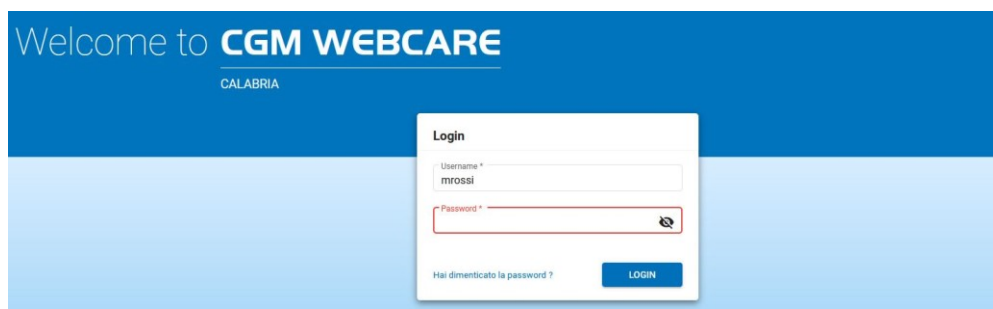 Welcome to CGM WEBCARE
CALABRIA
Login
Username *
mrossi
Password *
Hai dimenticato la password ?
LOGIN